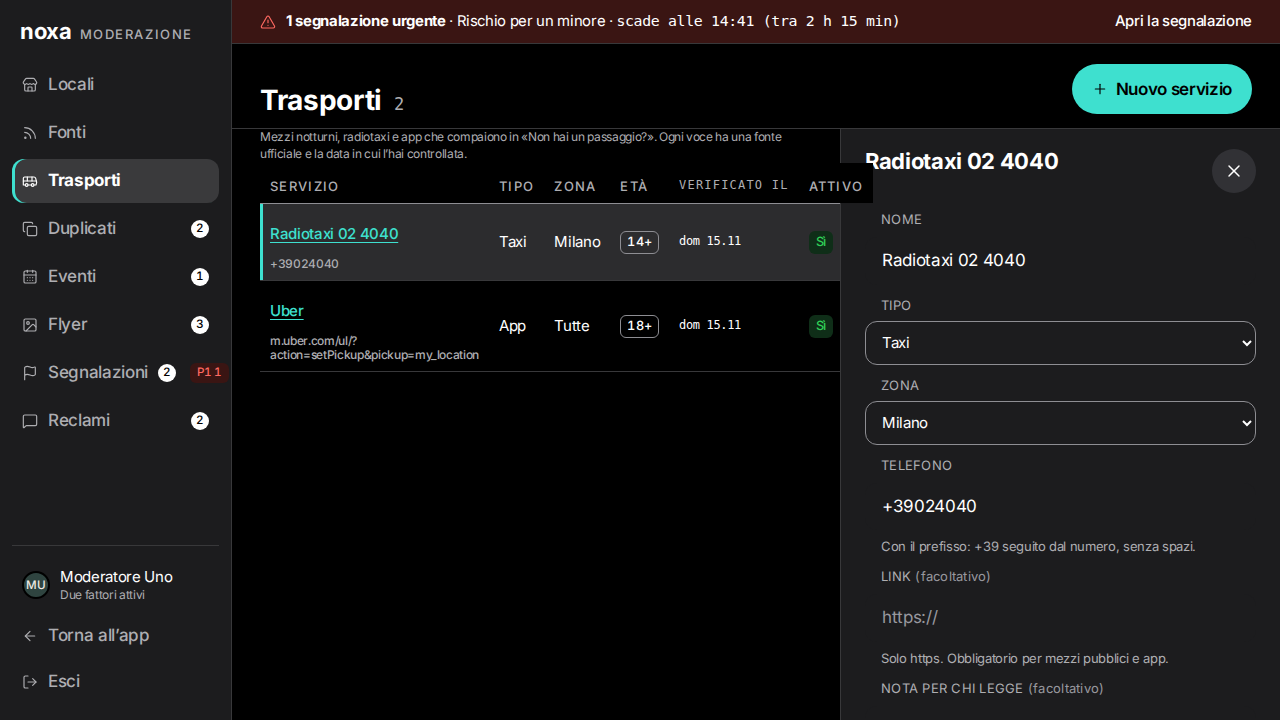 noxa MODERAZIONE
Locali
Fonti
Trasporti
Duplicati 2
Eventi 1
Flyer 3
Segnalazioni 2 P1 1
Reclami 2
MU Moderatore Uno
Due fattori attivi
Torna all’app
Esci
1 segnalazione urgente · Rischio per un minore · scade alle 14:41 (tra 2 h 15 min)
Apri la segnalazione
Trasporti 2
+ Nuovo servizio
Mezzi notturni, radiotaxi e app che compaiono in «Non hai un passaggio?». Ogni voce ha una fonte
ufficiale e la data in cui l’hai controllata.
SERVIZIO TIPO ZONA ETÀ VERIFICATO IL ATTIVO
Radiotaxi 02 4040 Taxi Milano 14+ dom 15.11 Sì
+39024040
Uber App Tutte 18+ dom 15.11 Sì
m.uber.com/ul/?
action=setPickup&pickup=my_location
Radiotaxi 02 4040
NOME
Radiotaxi 02 4040
TIPO
Taxi
ZONA
Milano
TELEFONO
+39024040
Con il prefisso: +39 seguito dal numero, senza spazi.
LINK (facoltativo)
https://
Solo https. Obbligatorio per mezzi pubblici e app.
NOTA PER CHI LEGGE (facoltativo)